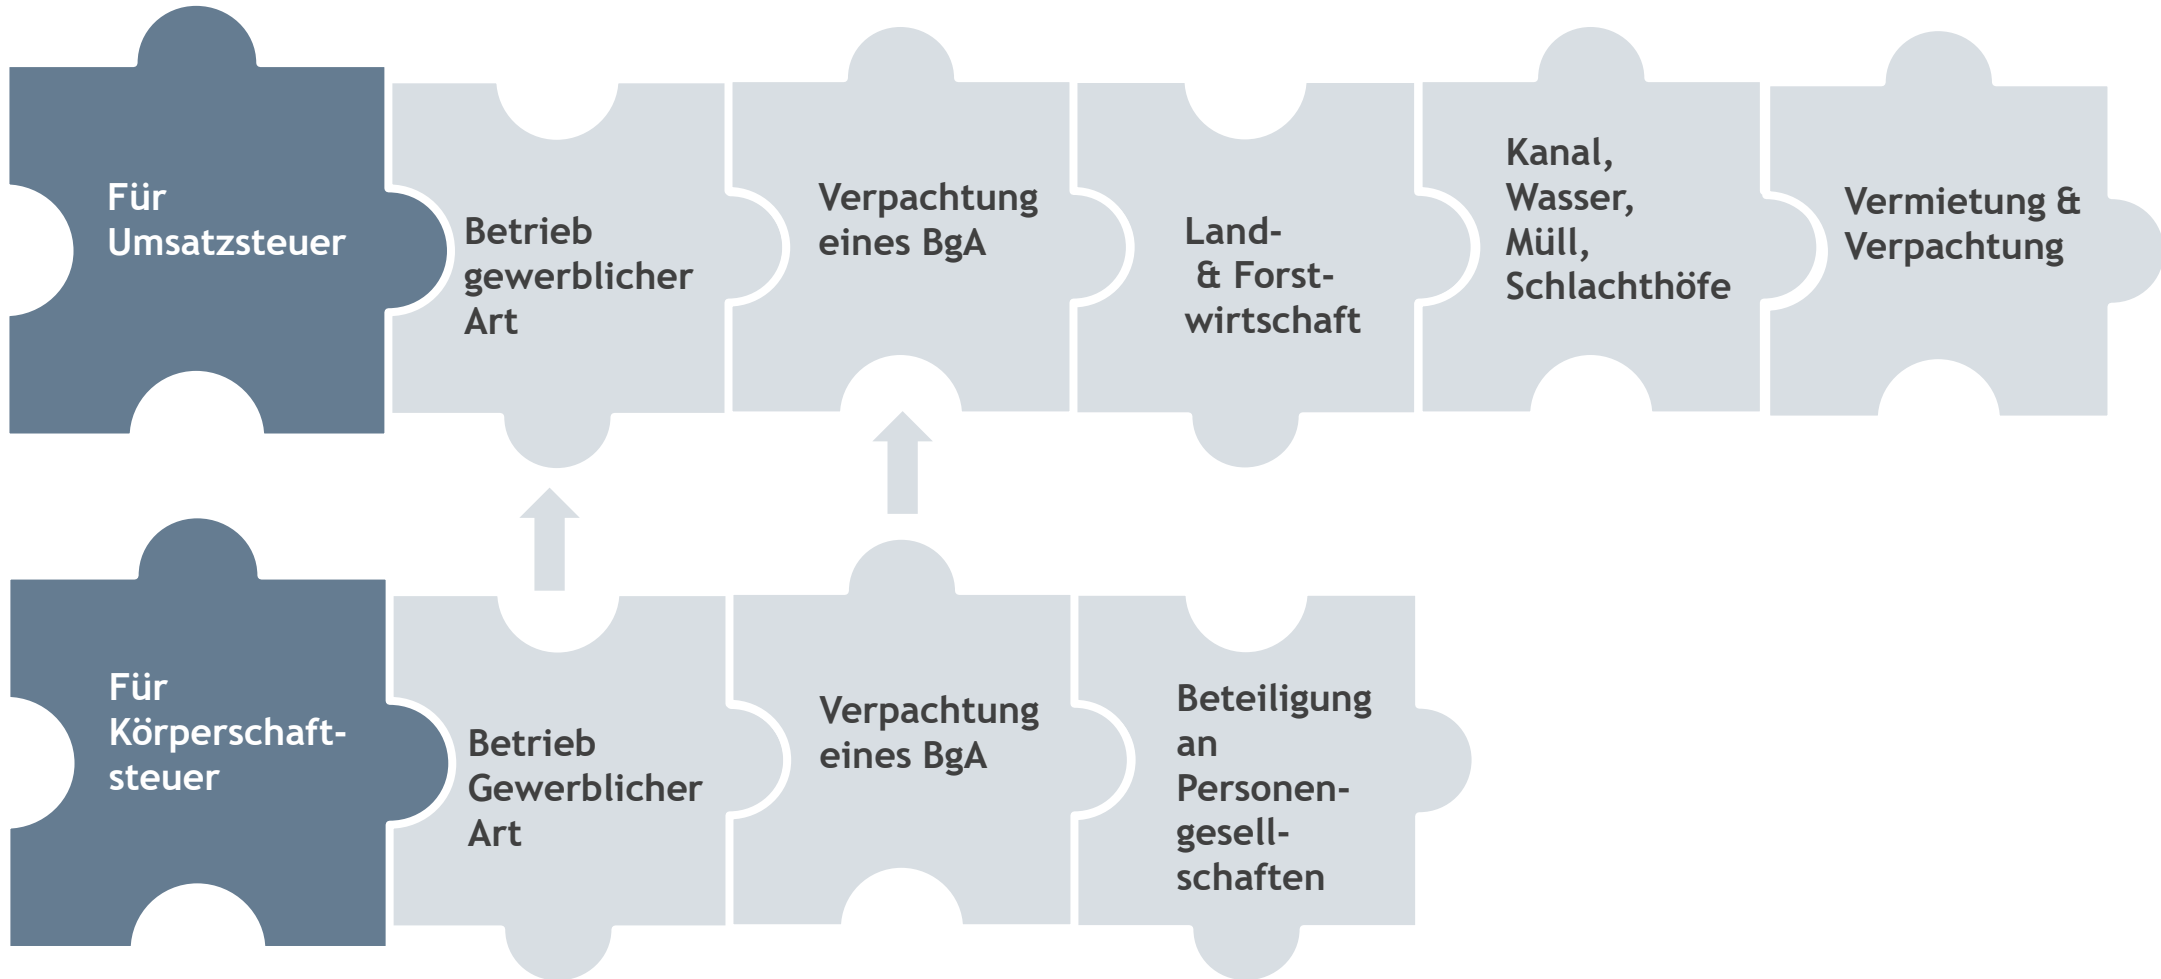 Für
Umsatzsteuer
Betrieb
gewerblicher
Art
Verpachtung
eines BgA
Land-
& Forst-
wirtschaft
Kanal,
Wasser,
Müll,
Schlachthöfe
Vermietung &
Verpachtung
Für
Körperschaft-
steuer
Betrieb
Gewerblicher
Art
Verpachtung
eines BgA
Beteiligung
an
Personen-
gesell-
schaften